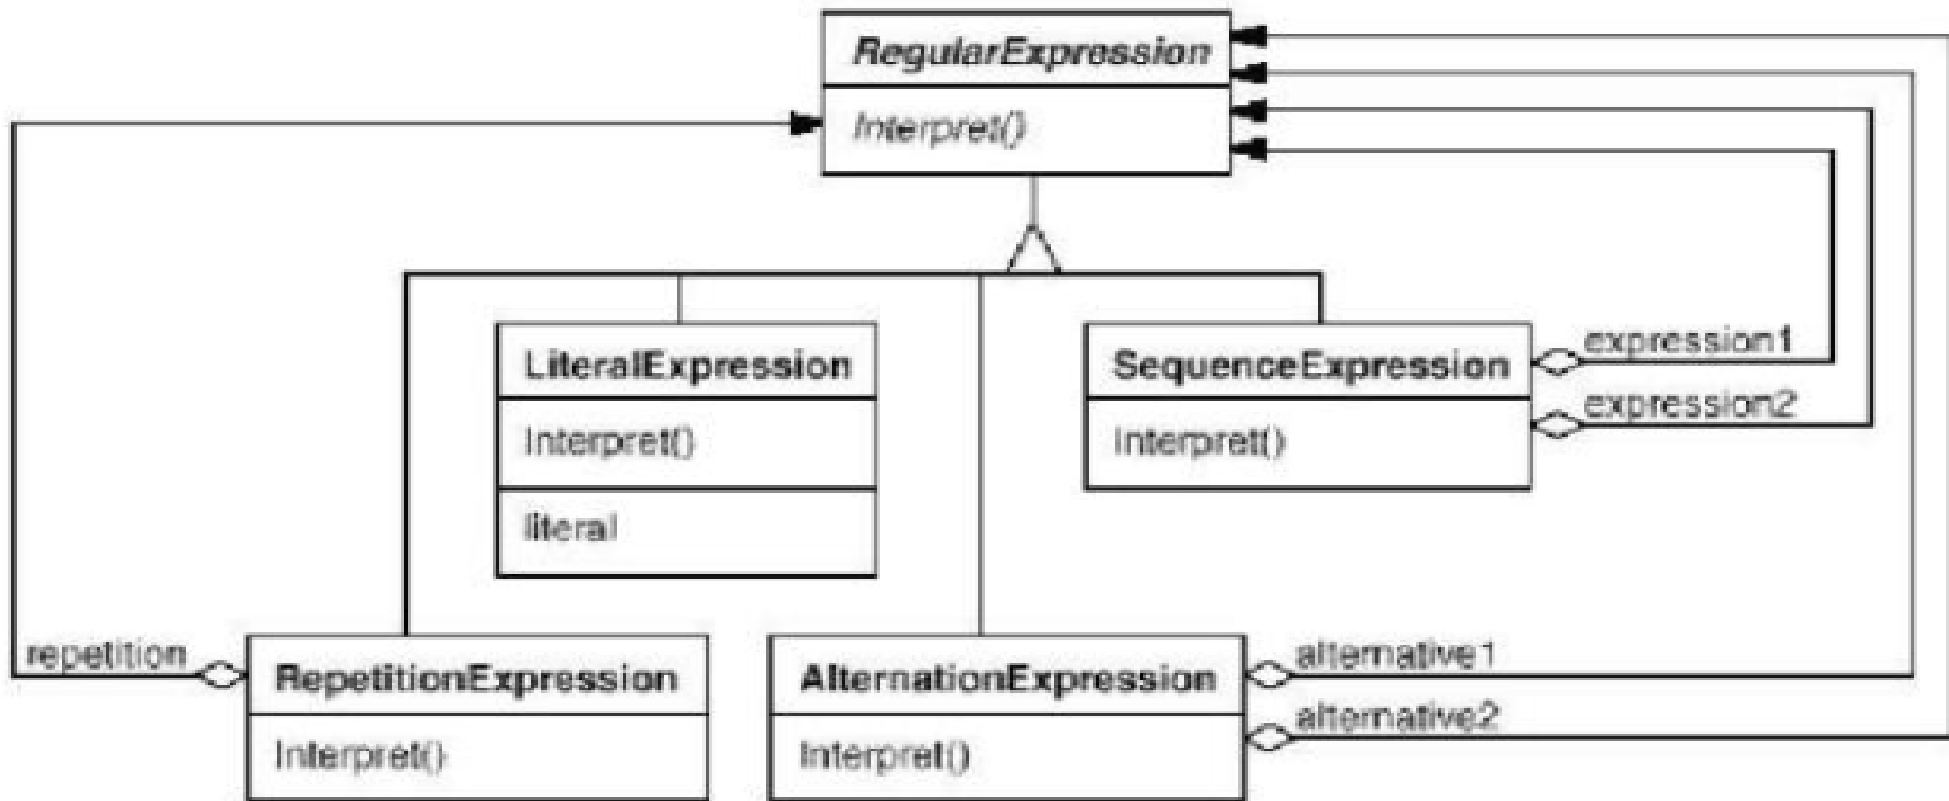 RegularExpression
Interpret()
LiteralExpression
Interpret()
literal
SequenceExpression
Interpret()
expression1
expression2
repetition
RepetitionExpression
Interpret()
AlternationExpression
Interpret()
alternative1
alternative2